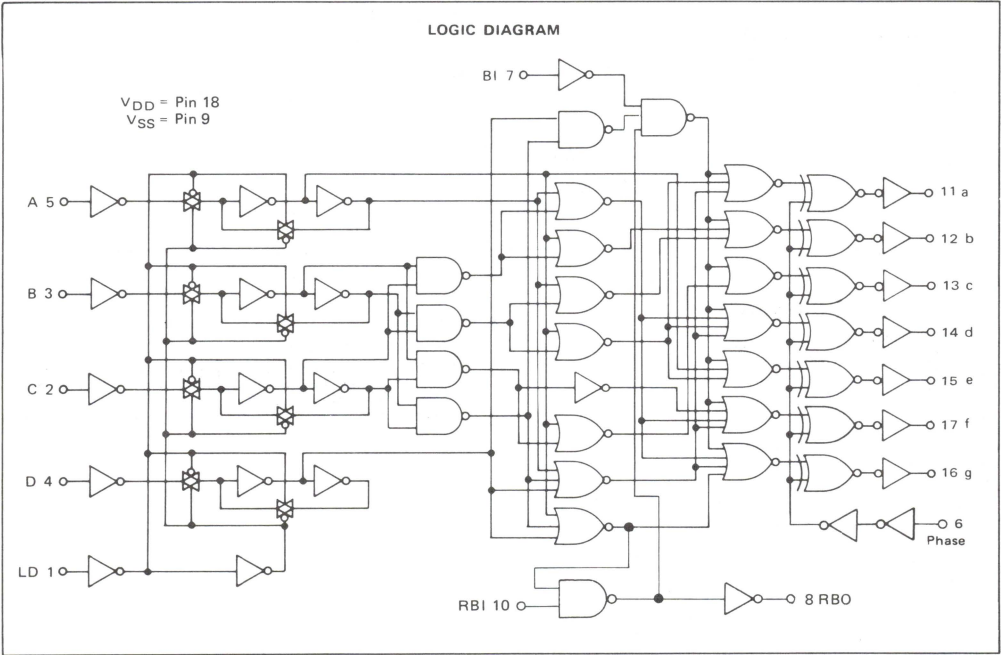 LOGIC DIAGRAM
BI 7
VDD = Pin 18
VSS = Pin 9
A 5
11 a
12 b
B 3
13 c
14 d
C 2
15 e
17 f
D 4
16 g
6
Phase
LD 1
RBI 10
8 RBO